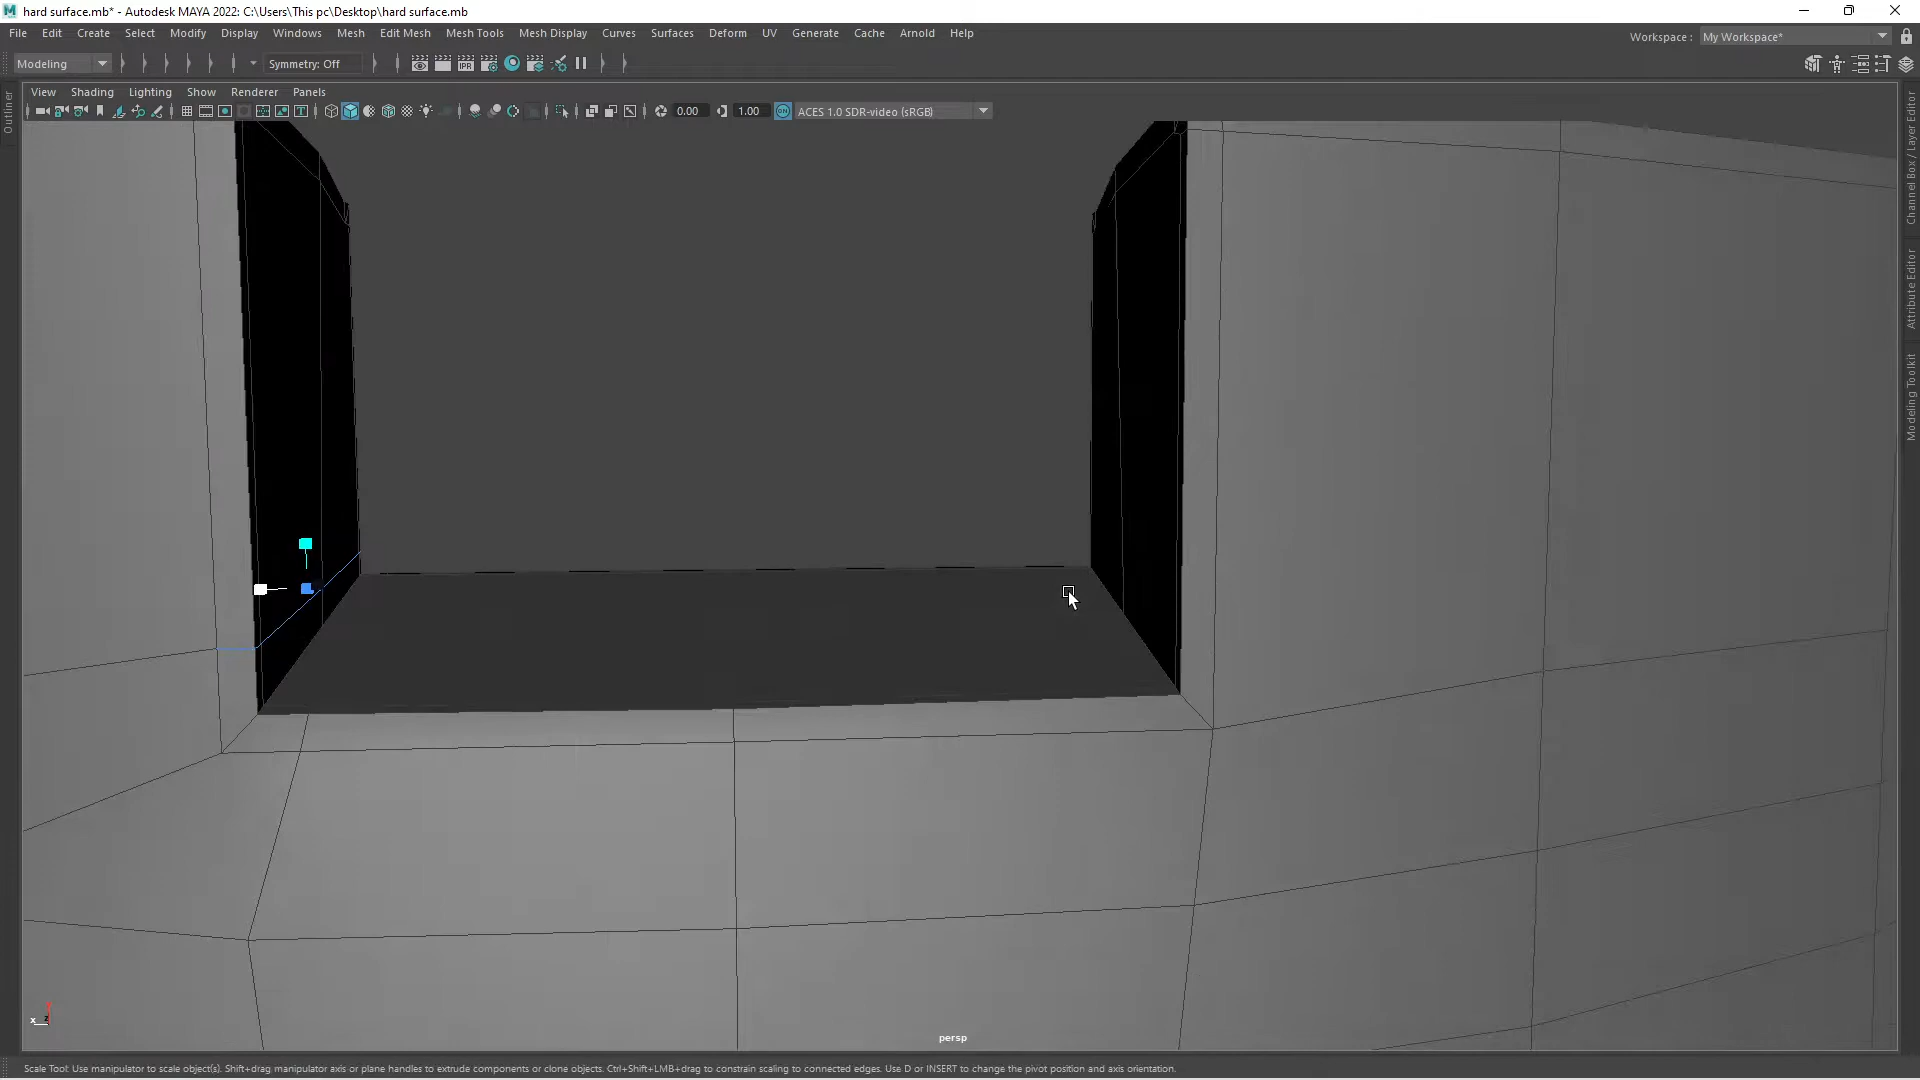 hard surface.mb* - Autodesk MAYA 2022: C:\Users\This pc\Desktop\hard surface.mb
File Edit Create Select Modify Display Windows Mesh Edit Mesh Mesh Tools Mesh Display Curves Surfaces Deform UV Generate Cache Arnold Help
Workspace : My Workspace*
Modeling Symmetry: Off
View Shading Lighting Show Renderer Panels
0.00 1.00 ON ACES 1.0 SDR-video (sRGB)
Outliner
Channel Box / Layer Editor
Attribute Editor
Modeling Toolkit
x z
persp
Scale Tool: Use manipulator to scale object(s). Shift+drag manipulator axis or plane handles to extrude components or clone objects. Ctrl+Shift+LMB+drag to constrain scaling to connected edges. Use D or INSERT to change the pivot position and axis orientation.